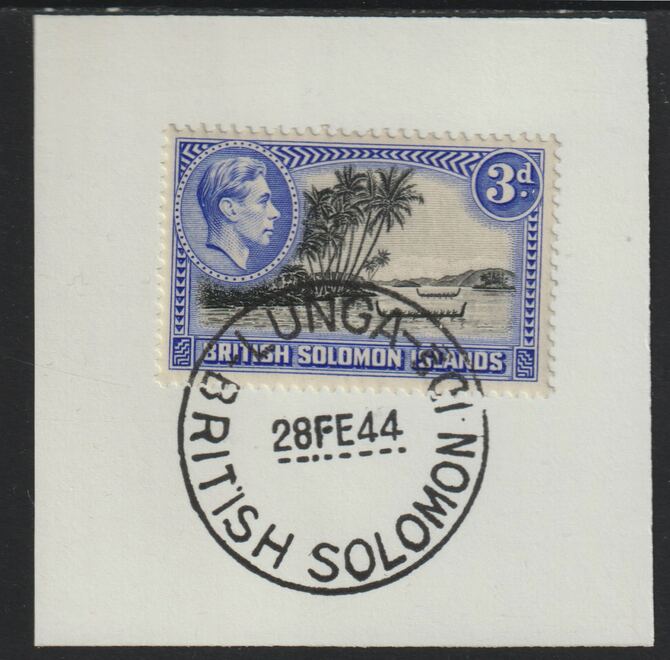 3d.
BRITISH SOLOMON ISLANDS
LUNGA-
28FE44
BRITISH SOLOMON